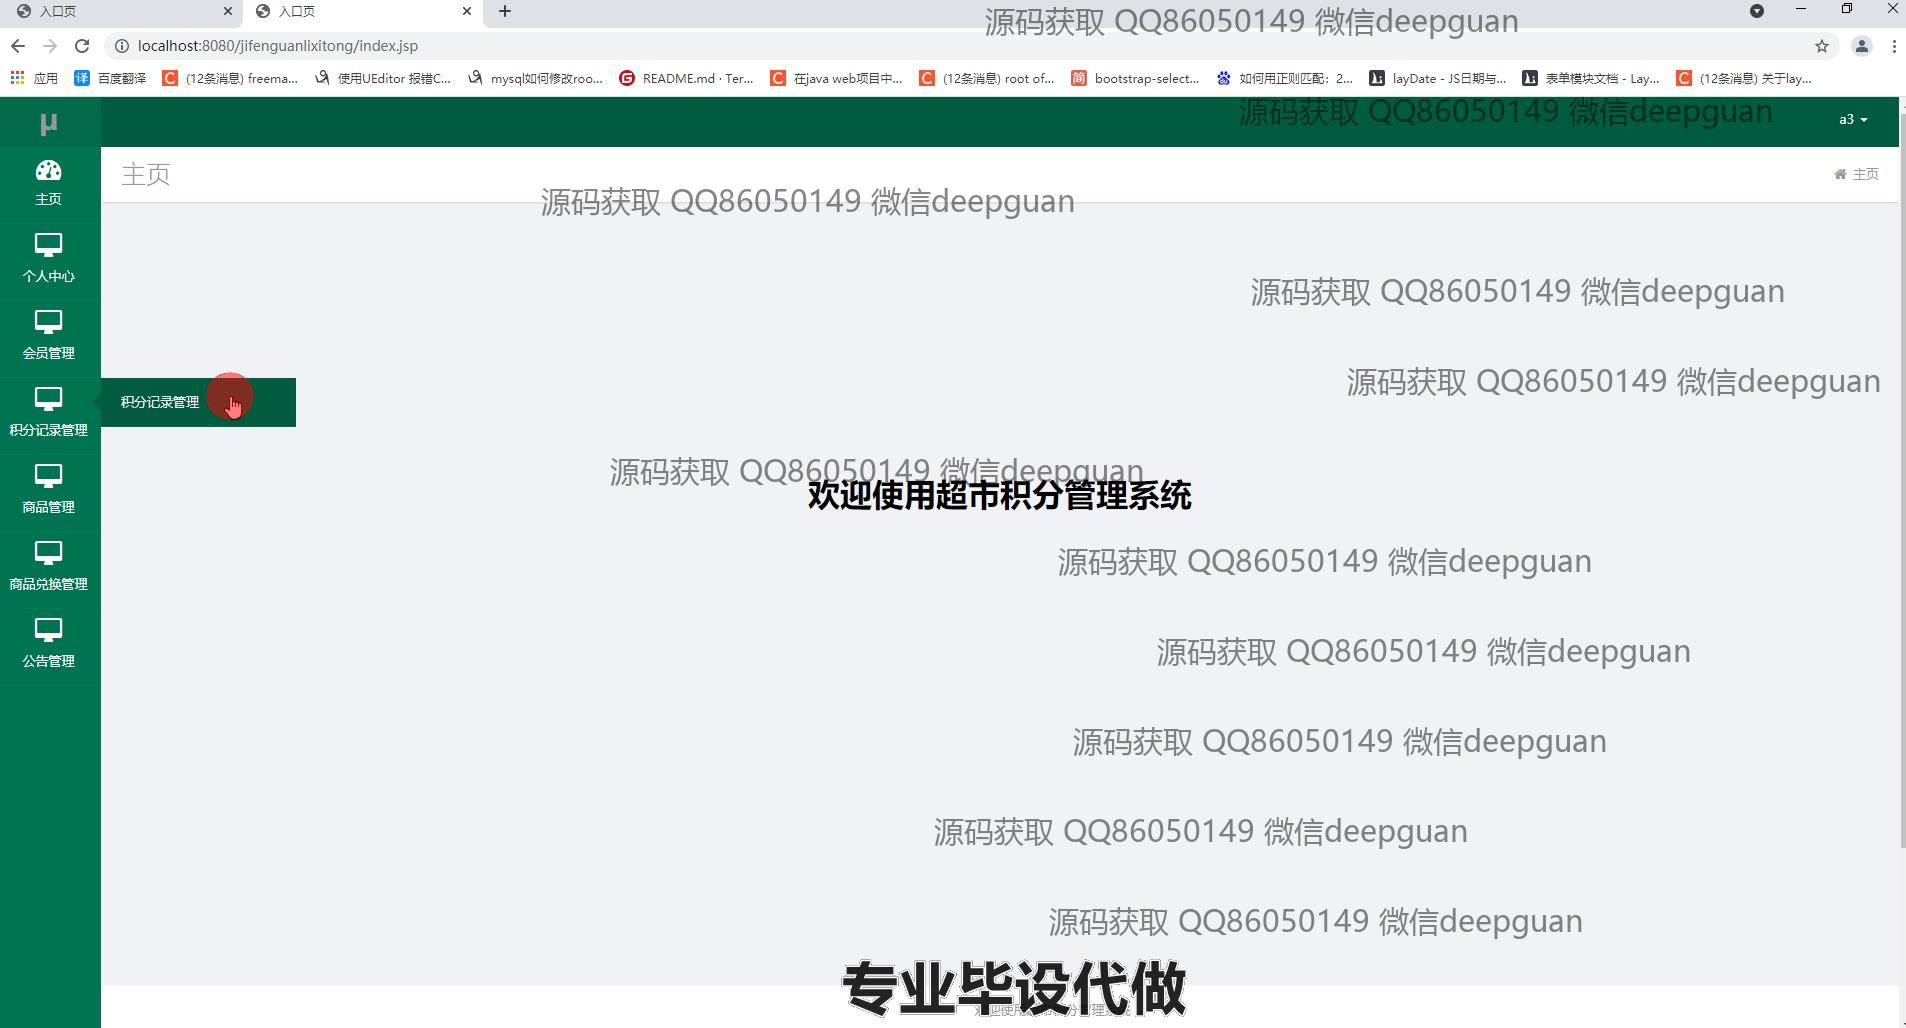 入口页
入口页
源码获取 QQ86050149 微信deepguan
localhost:8080/jifenguanlixitong/index.jsp
应用
百度翻译
(12条消息) freema...
使用UEditor 报错C...
mysql如何修改roo...
README.md · Ter...
在java web项目中...
(12条消息) root of...
bootstrap-select...
如何用正则匹配：2...
layDate - JS日期与...
表单模块文档 - Lay...
(12条消息) 关于lay...
μ
源码获取 QQ86050149 微信deepguan
a3
主页
主页
主页
源码获取 QQ86050149 微信deepguan
个人中心
源码获取 QQ86050149 微信deepguan
会员管理
源码获取 QQ86050149 微信deepguan
积分记录管理
积分记录管理
源码获取 QQ86050149 微信deepguan
欢迎使用超市积分管理系统
商品管理
源码获取 QQ86050149 微信deepguan
商品兑换管理
源码获取 QQ86050149 微信deepguan
公告管理
源码获取 QQ86050149 微信deepguan
源码获取 QQ86050149 微信deepguan
源码获取 QQ86050149 微信deepguan
专业毕设代做